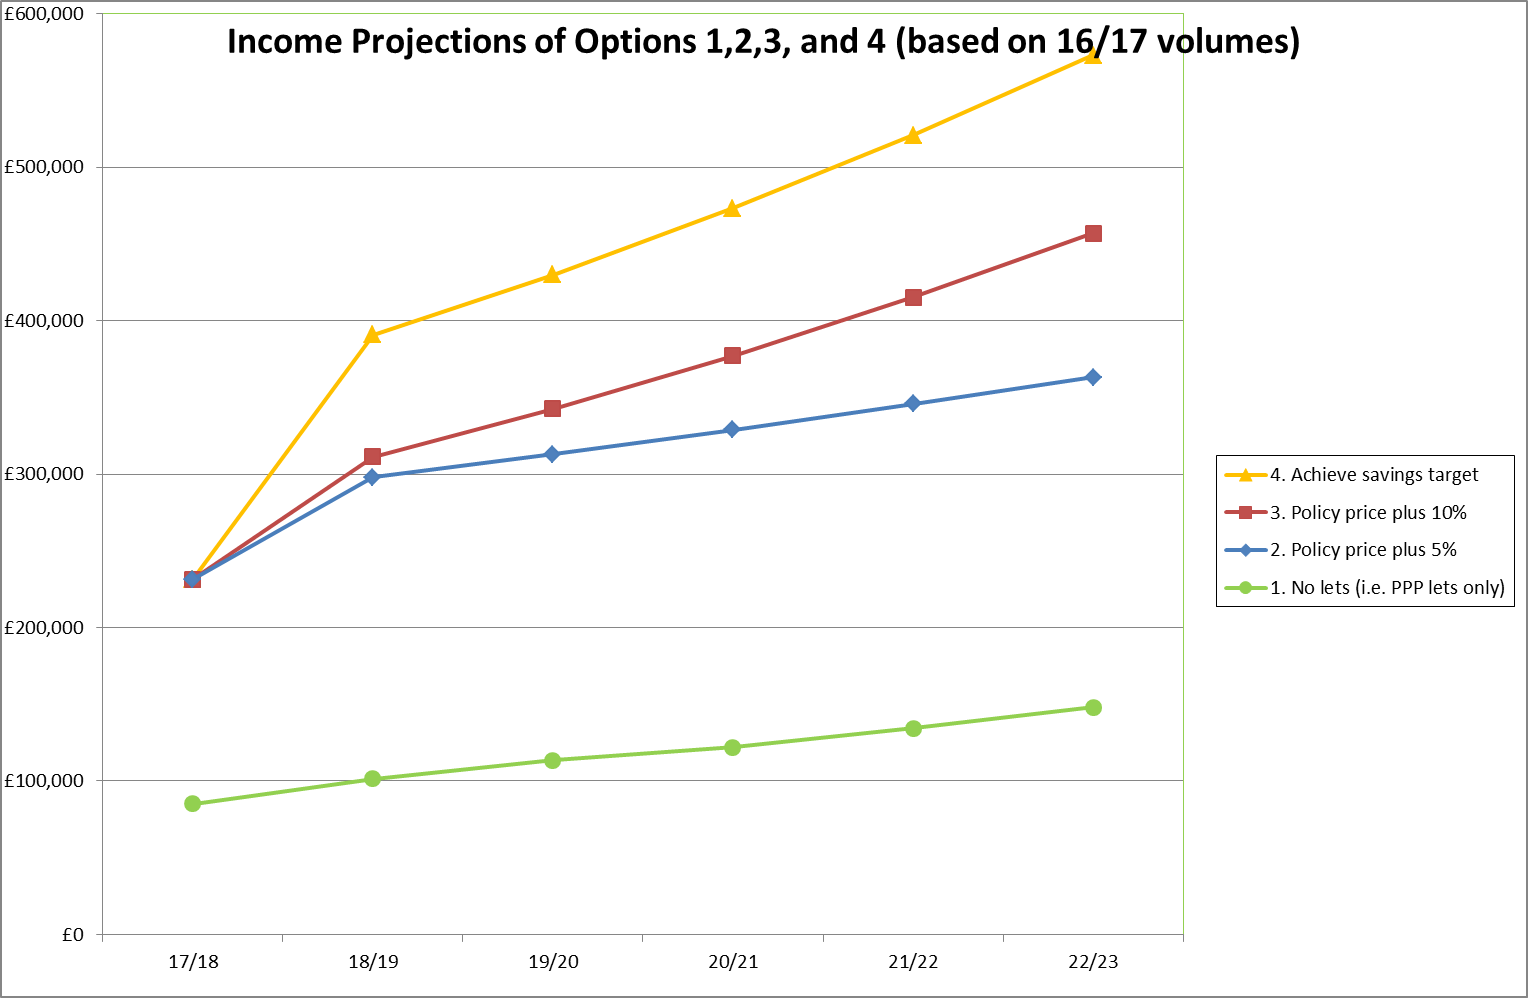 Income Projections of Options 1,2,3, and 4 (based on 16/17 volumes)
£600,000
£500,000
£400,000
£300,000
£200,000
£100,000
£0
17/18 18/19 19/20 20/21 21/22 22/23
4. Achieve savings target
3. Policy price plus 10%
2. Policy price plus 5%
1. No lets (i.e. PPP lets only)